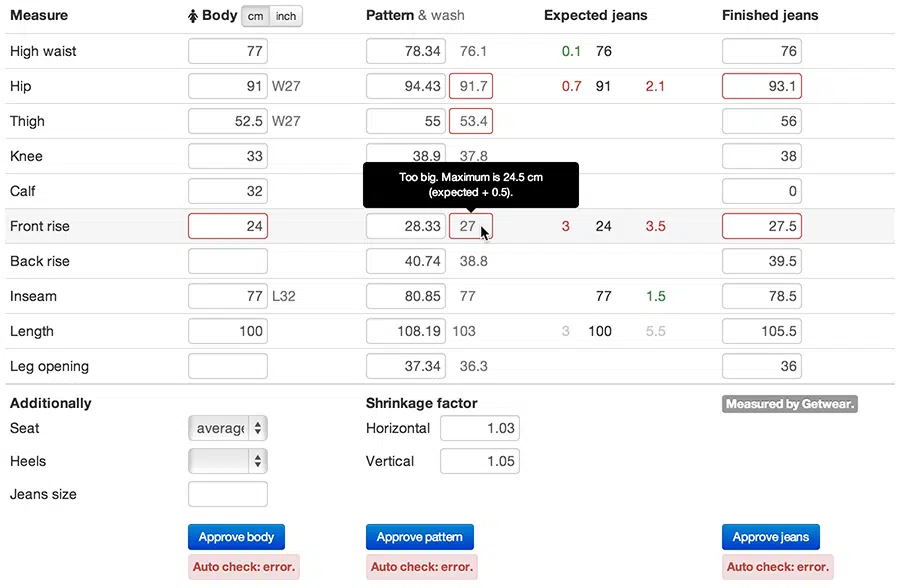 Measure Body cm inch Pattern & wash Expected jeans Finished jeans
High waist 77 78.34 76.1 0.1 76 76
Hip 91 W27 94.43 91.7 0.7 91 2.1 93.1
Thigh 52.5 W27 55 53.4 56
Knee 33 38.9 37.8 38
Too big. Maximum is 24.5 cm
(expected + 0.5).
Calf 32 0
Front rise 24 28.33 27 3 24 3.5 27.5
Back rise 40.74 38.8 39.5
Inseam 77 L32 80.85 77 77 1.5 78.5
Length 100 108.19 103 3 100 5.5 105.5
Leg opening 37.34 36.3 36
Additionally Shrinkage factor Measured by Getwear.
Seat average Horizontal 1.03
Heels Vertical 1.05
Jeans size
Approve body Approve pattern Approve jeans
Auto check: error. Auto check: error. Auto check: error.